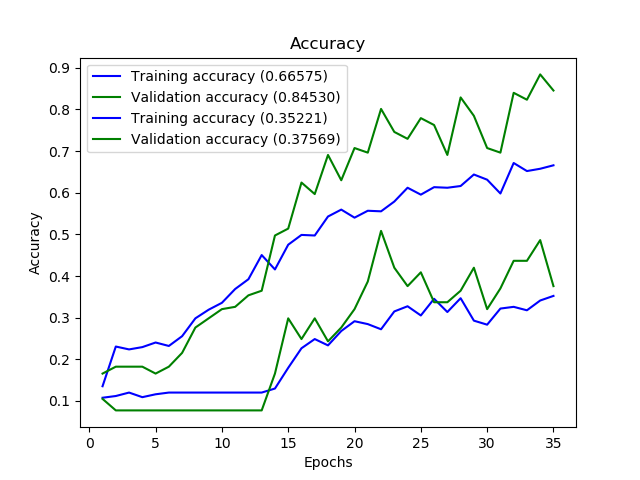 Accuracy
Training accuracy (0.66575)
Validation accuracy (0.84530)
Training accuracy (0.35221)
Validation accuracy (0.37569)
0.9
0.8
0.7
0.6
0.5
0.4
0.3
0.2
0.1
Accuracy
0 5 10 15 20 25 30 35
Epochs